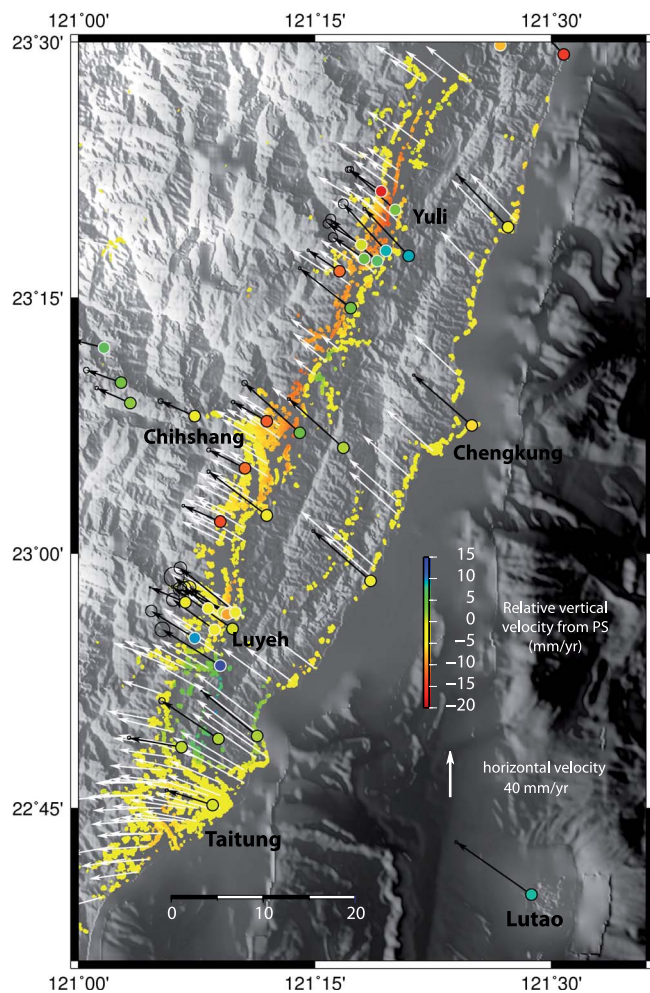 121°00' 121°15' 121°30'
23°30'
Yuli
23°15'
Chihshang
Chengkung
23°00'
15
10
5
0
−5
−10
−15
−20
Relative vertical
velocity from PS
(mm/yr)
Luyeh
horizontal velocity
40 mm/yr
22°45'
Taitung
0 10 20
Lutao
121°00' 121°15' 121°30'